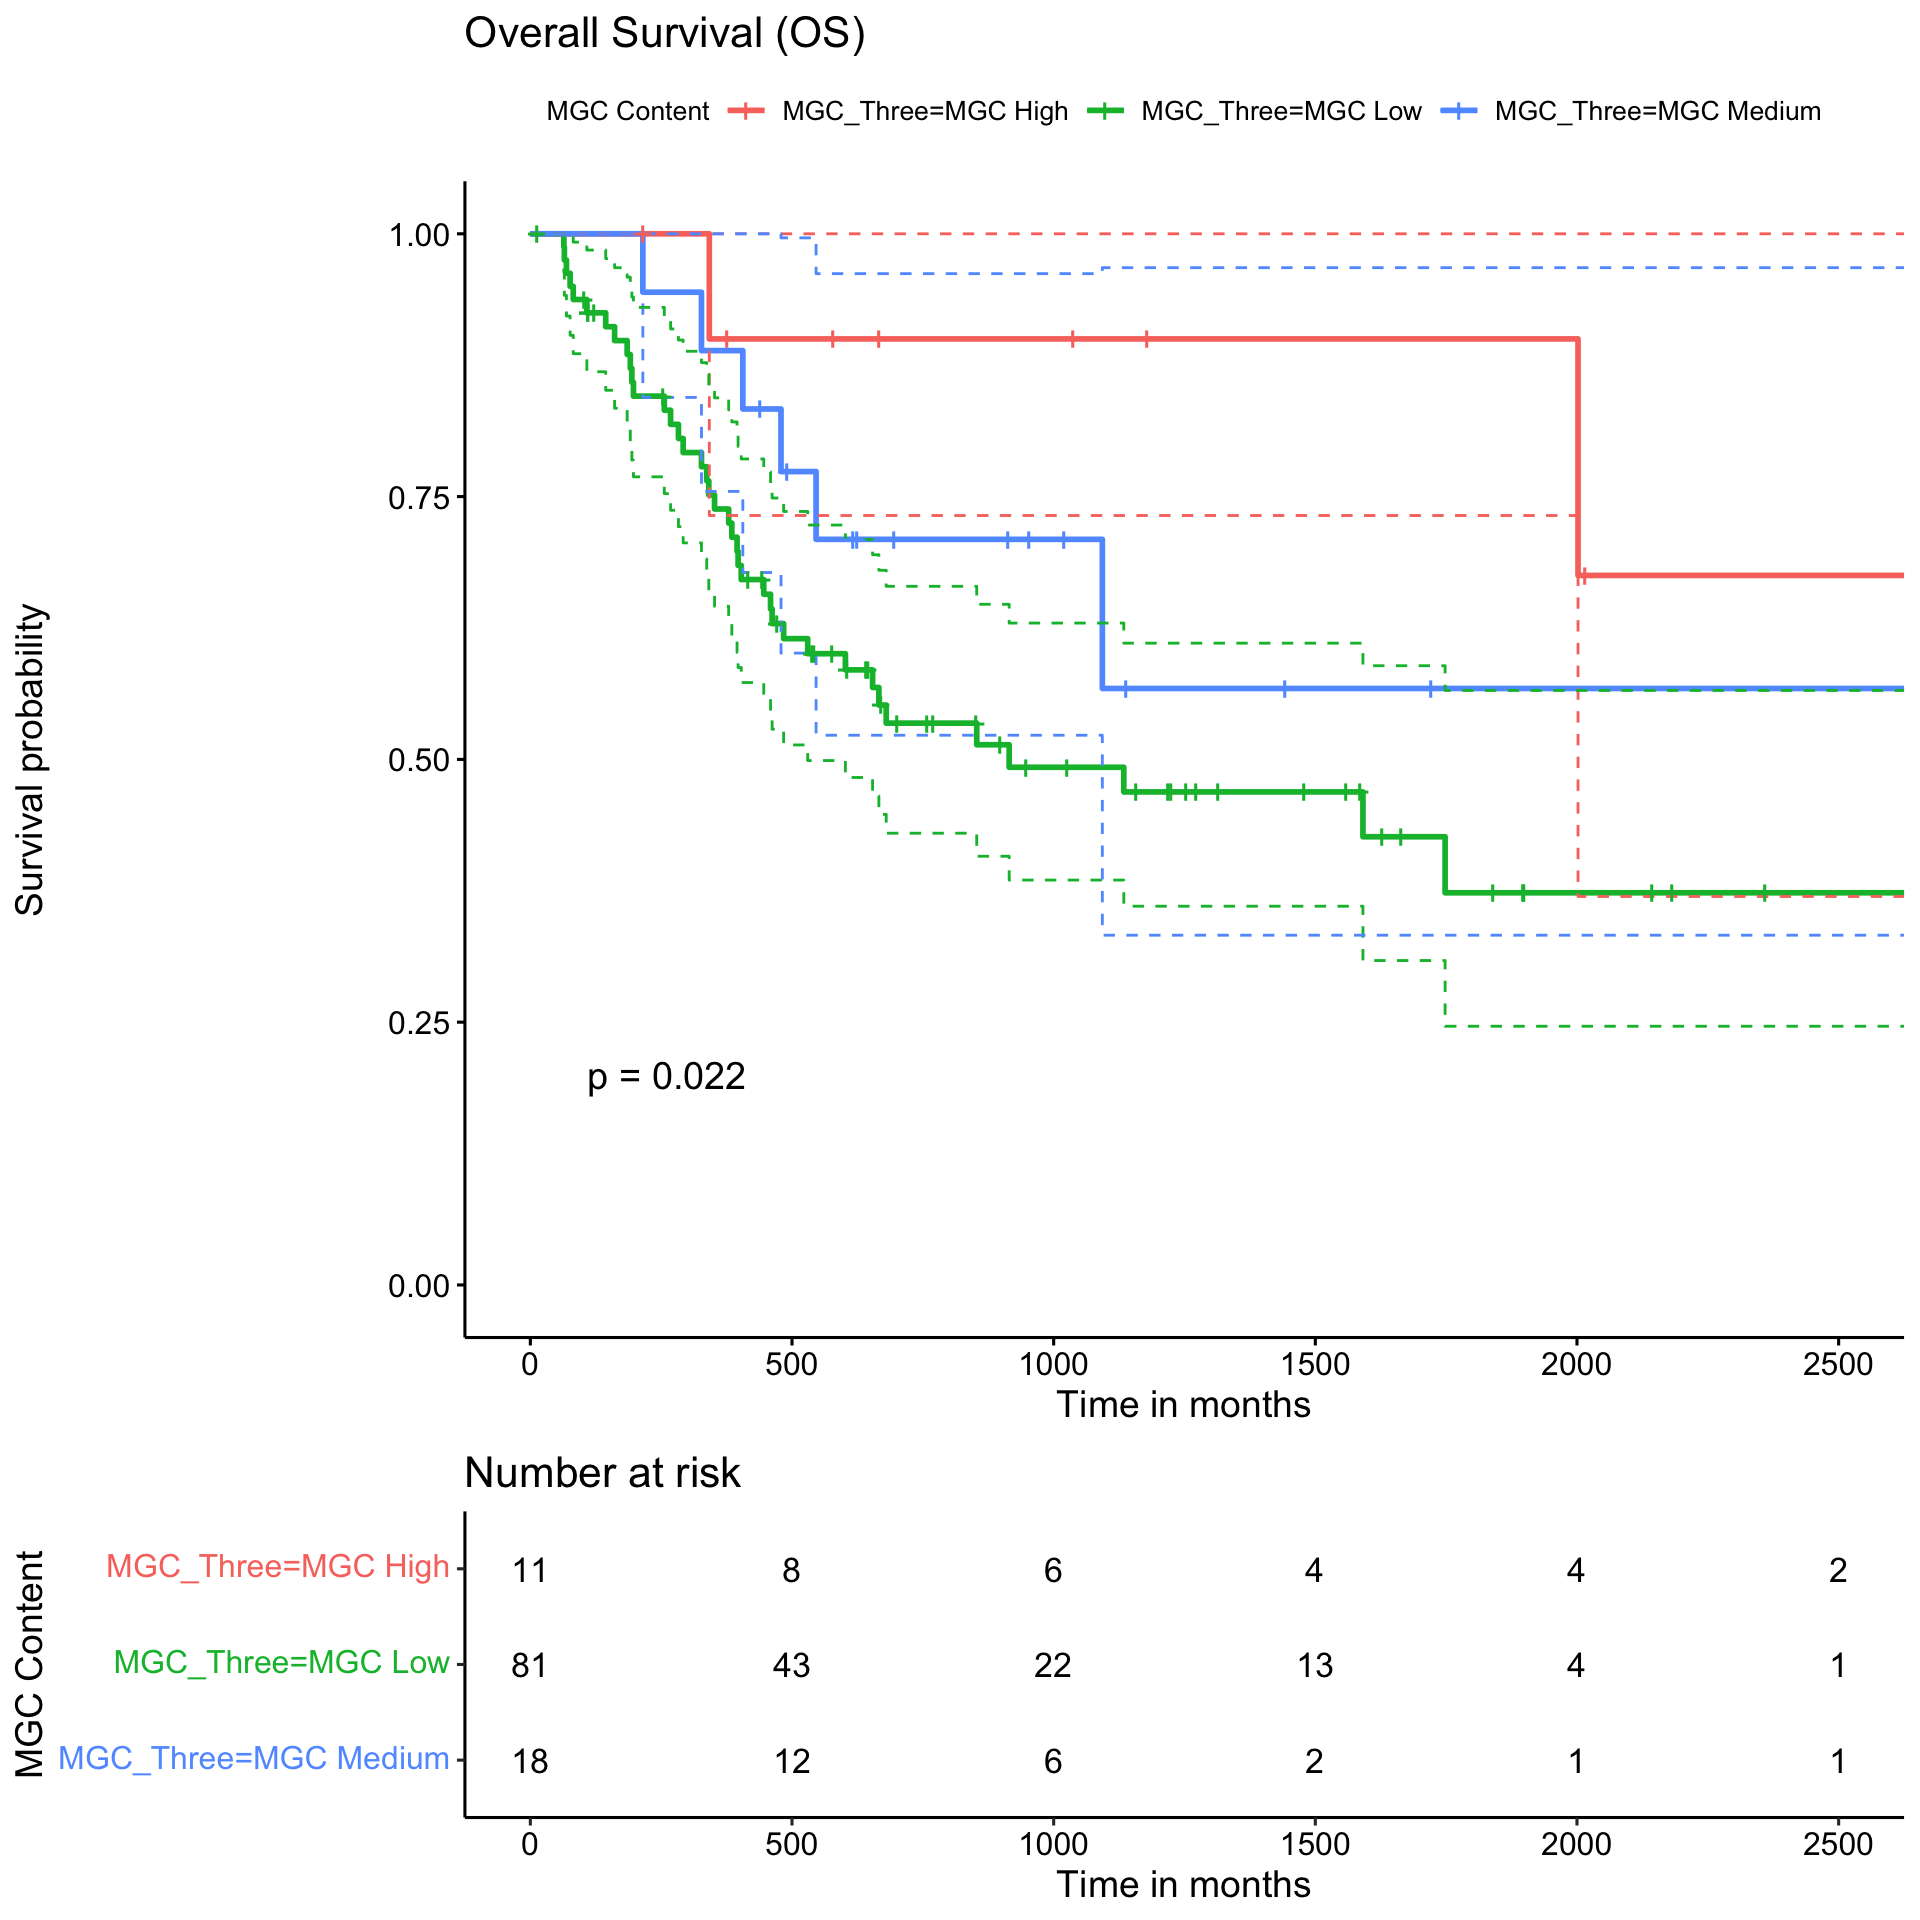 Overall Survival (OS)
MGC Content MGC_Three=MGC High MGC_Three=MGC Low MGC_Three=MGC Medium
Survival probability
1.00
0.75
0.50
0.25
0.00
p = 0.022
0 500 1000 1500 2000 2500
Time in months
Number at risk
MGC Content
MGC_Three=MGC High 11 8 6 4 4 2
MGC_Three=MGC Low 81 43 22 13 4 1
MGC_Three=MGC Medium 18 12 6 2 1 1
0 500 1000 1500 2000 2500
Time in months